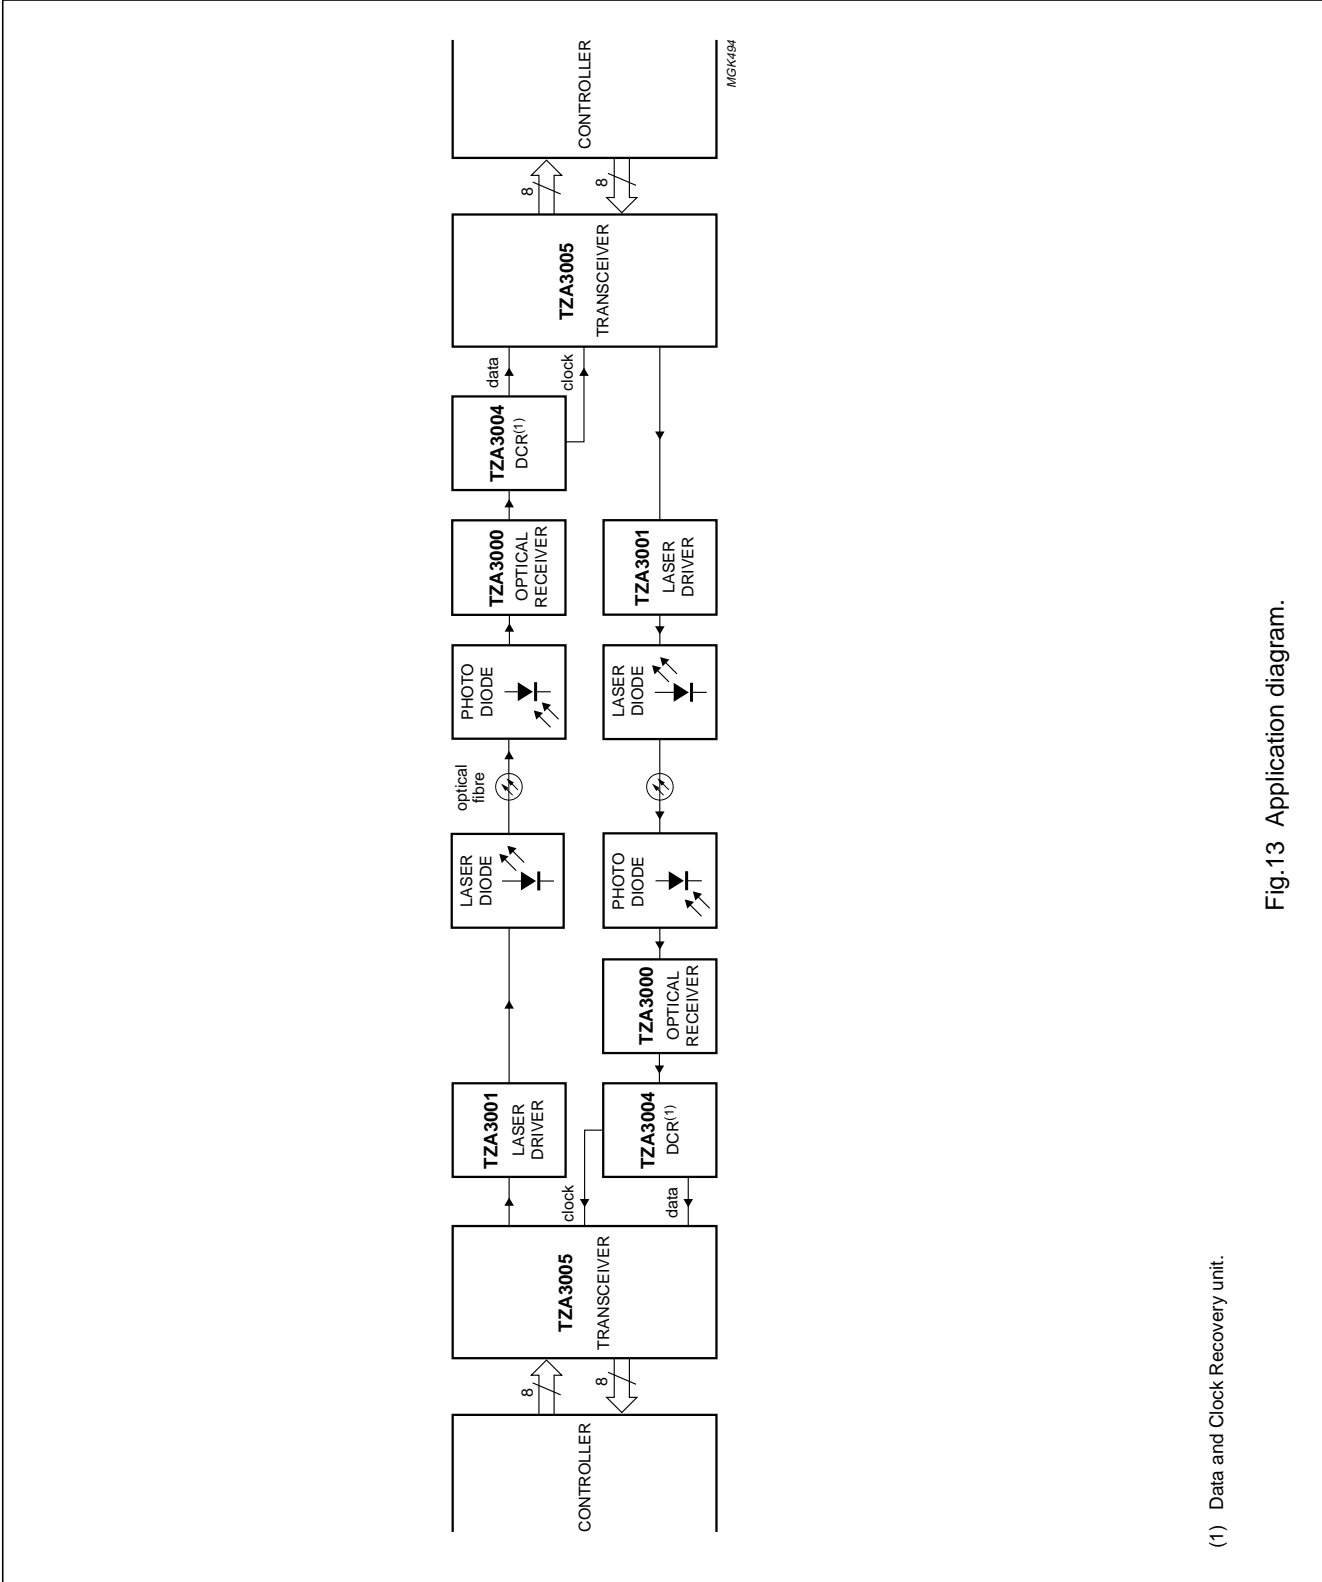 CONTROLLER
8
8
TZA3005
TRANSCEIVER
clock
data
TZA3001
LASER
DRIVER
TZA3004
DCR(1)
TZA3000
OPTICAL
RECEIVER
LASER
DIODE
PHOTO
DIODE
optical
fibre
PHOTO
DIODE
LASER
DIODE
TZA3000
OPTICAL
RECEIVER
TZA3001
LASER
DRIVER
TZA3004
DCR(1)
data
clock
TZA3005
TRANSCEIVER
8
8
CONTROLLER
MGK494
(1) Data and Clock Recovery unit.
Fig.13 Application diagram.